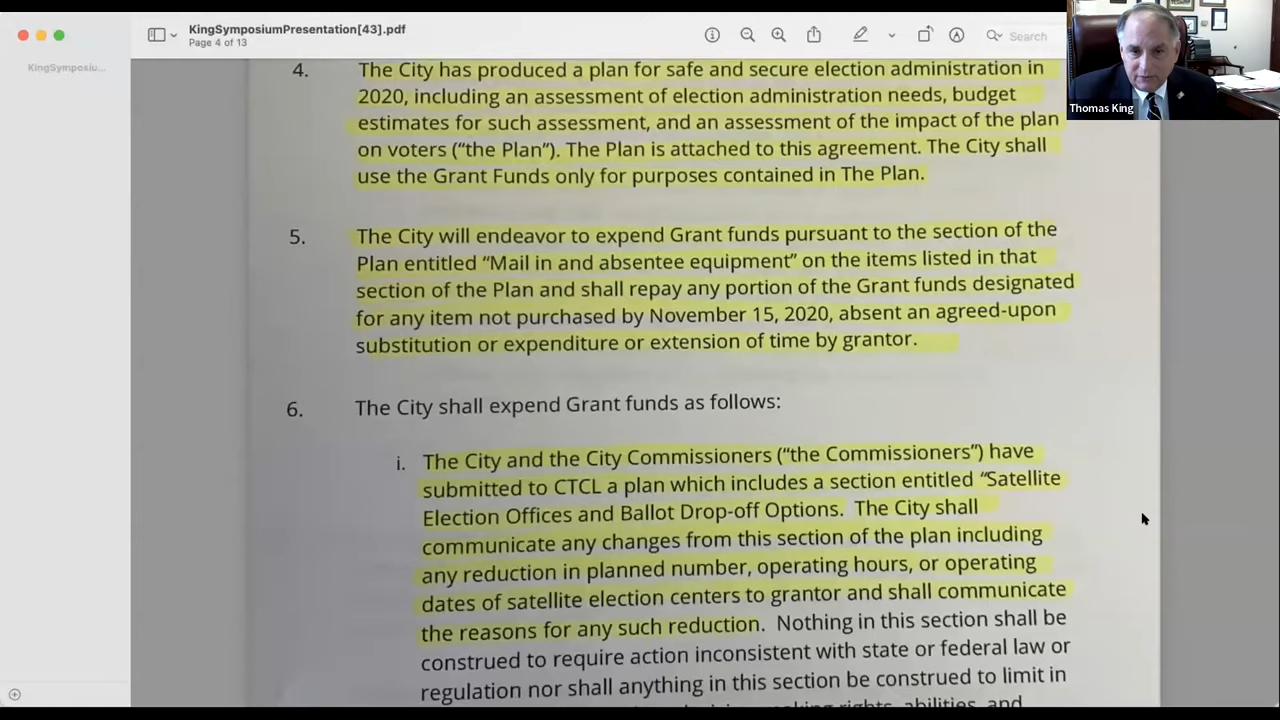 KingSymposiumPresentation[43].pdf
Page 4 of 13
Search
KingSymposiu...
Thomas King
4. The City has produced a plan for safe and secure election administration in
2020, including an assessment of election administration needs, budget
estimates for such assessment, and an assessment of the impact of the plan
on voters (“the Plan”). The Plan is attached to this agreement. The City shall
use the Grant Funds only for purposes contained in The Plan.
5. The City will endeavor to expend Grant funds pursuant to the section of the
Plan entitled “Mail in and absentee equipment” on the items listed in that
section of the Plan and shall repay any portion of the Grant funds designated
for any item not purchased by November 15, 2020, absent an agreed-upon
substitution or expenditure or extension of time by grantor.
6. The City shall expend Grant funds as follows:
i. The City and the City Commissioners (“the Commissioners”) have
submitted to CTCL a plan which includes a section entitled “Satellite
Election Offices and Ballot Drop-off Options. The City shall
communicate any changes from this section of the plan including
any reduction in planned number, operating hours, or operating
dates of satellite election centers to grantor and shall communicate
the reasons for any such reduction. Nothing in this section shall be
construed to require action inconsistent with state or federal law or
regulation nor shall anything in this section be construed to limit in
rights, abilities, and